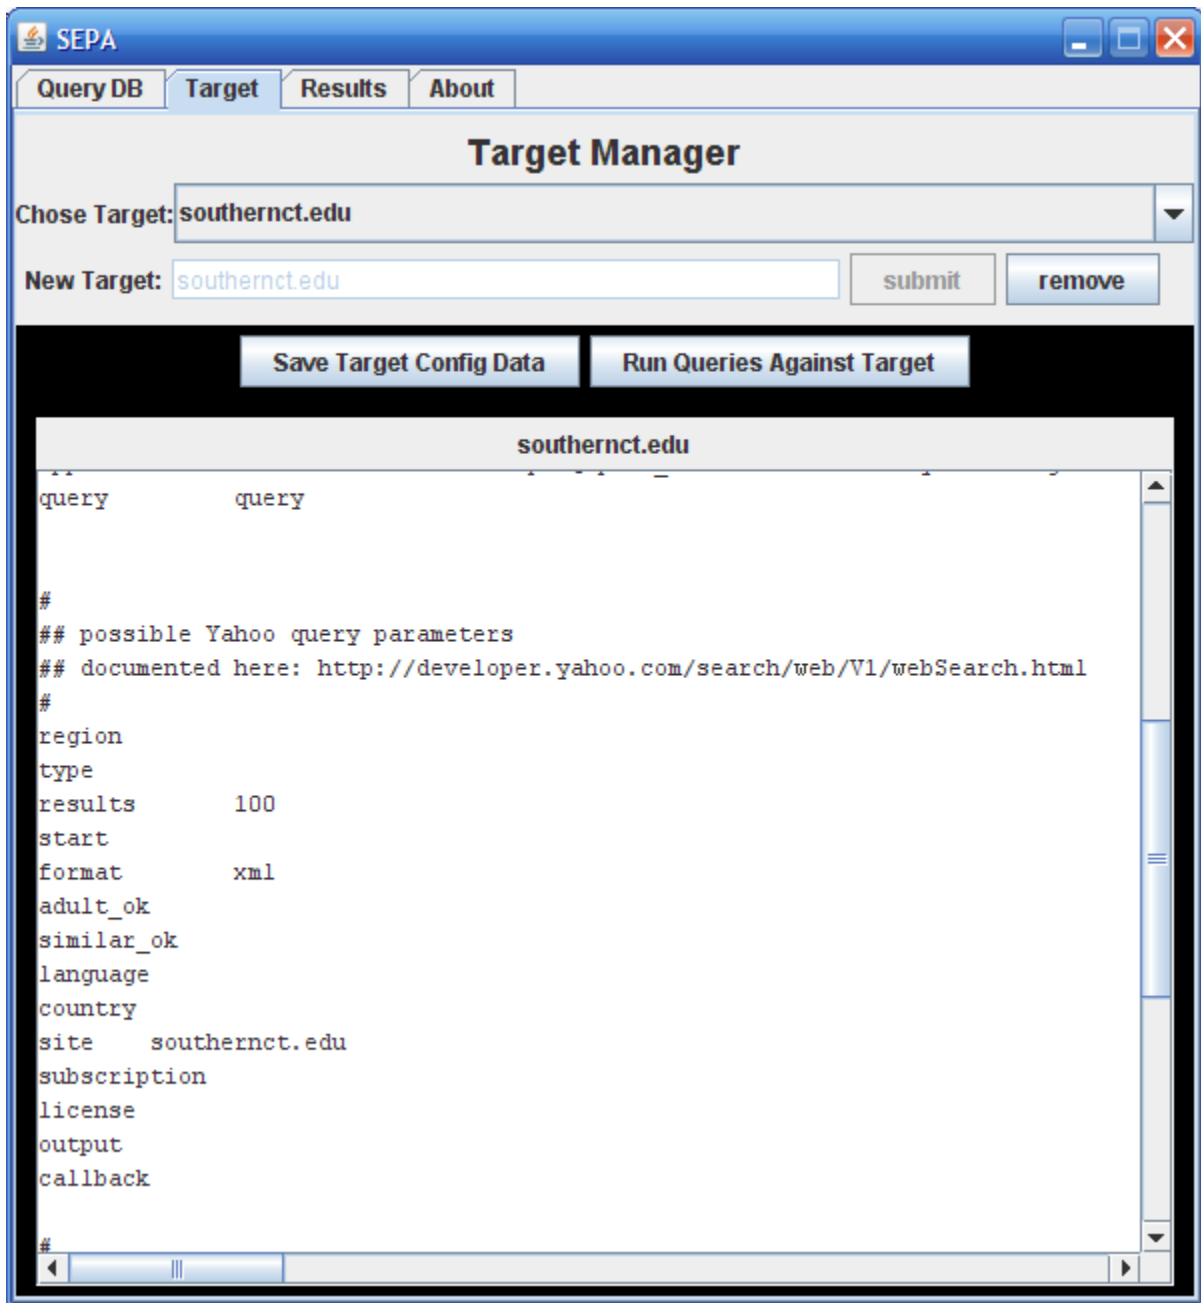 SEPA
Query DB Target Results About
Target Manager
Chose Target: southernct.edu
New Target: southernct.edu submit remove
Save Target Config Data Run Queries Against Target
southernct.edu
query query
#
## possible Yahoo query parameters
## documented here: http://developer.yahoo.com/search/web/V1/webSearch.html
#
region
type
results 100
start
format xml
adult_ok
similar_ok
language
country
site southernct.edu
subscription
license
output
callback
#